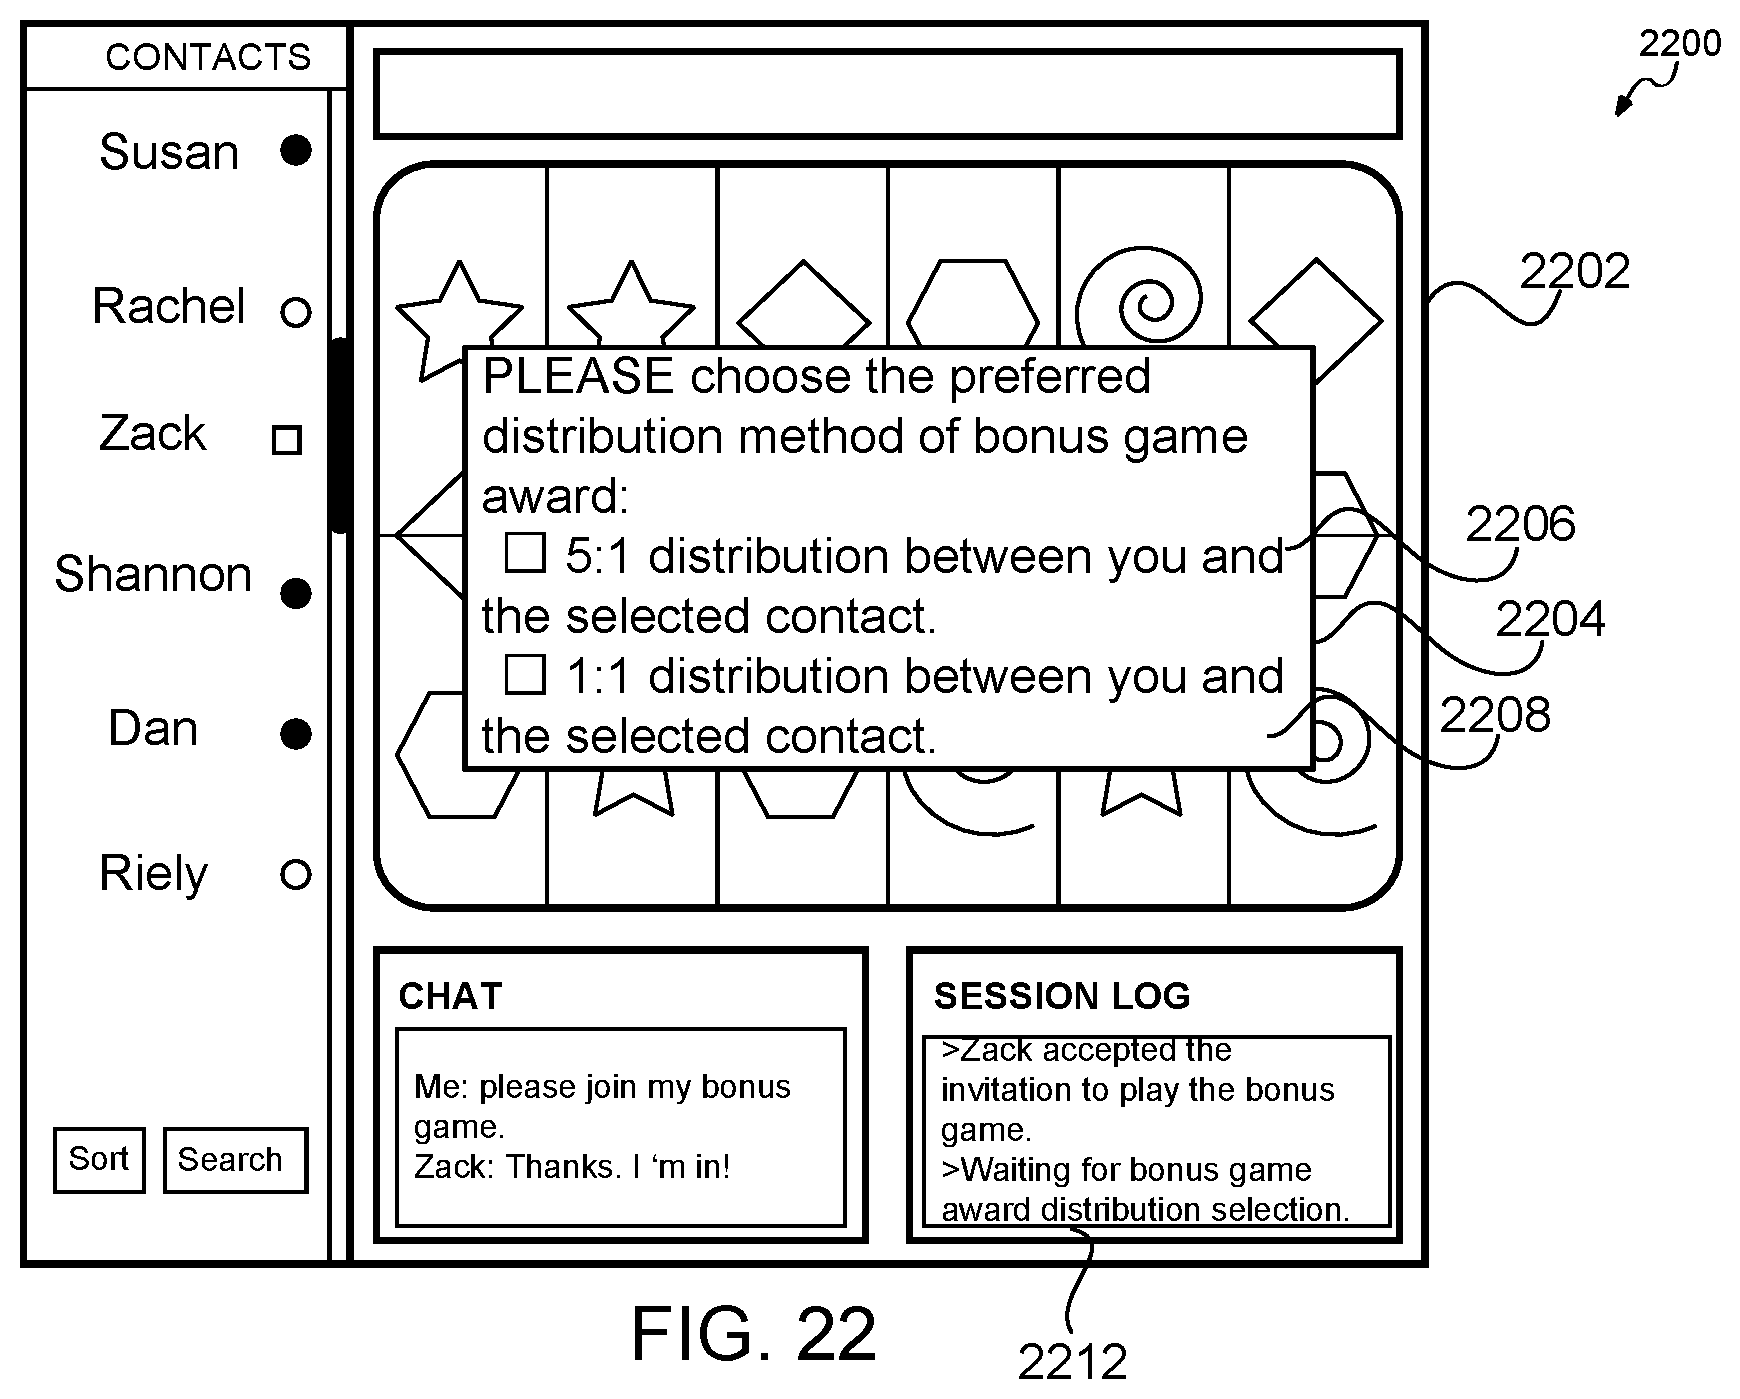 CONTACTS
Susan
Rachel
Zack
Shannon
Dan
Riely
Sort
Search
PLEASE choose the preferred
distribution method of bonus game
award:
5:1 distribution between you and
the selected contact.
1:1 distribution between you and
the selected contact.
CHAT
Me: please join my bonus
game.
Zack: Thanks. I ‘m in!
SESSION LOG
>Zack accepted the
invitation to play the bonus
game.
>Waiting for bonus game
award distribution selection.
2200
2202
2206
2204
2208
2212
FIG. 22